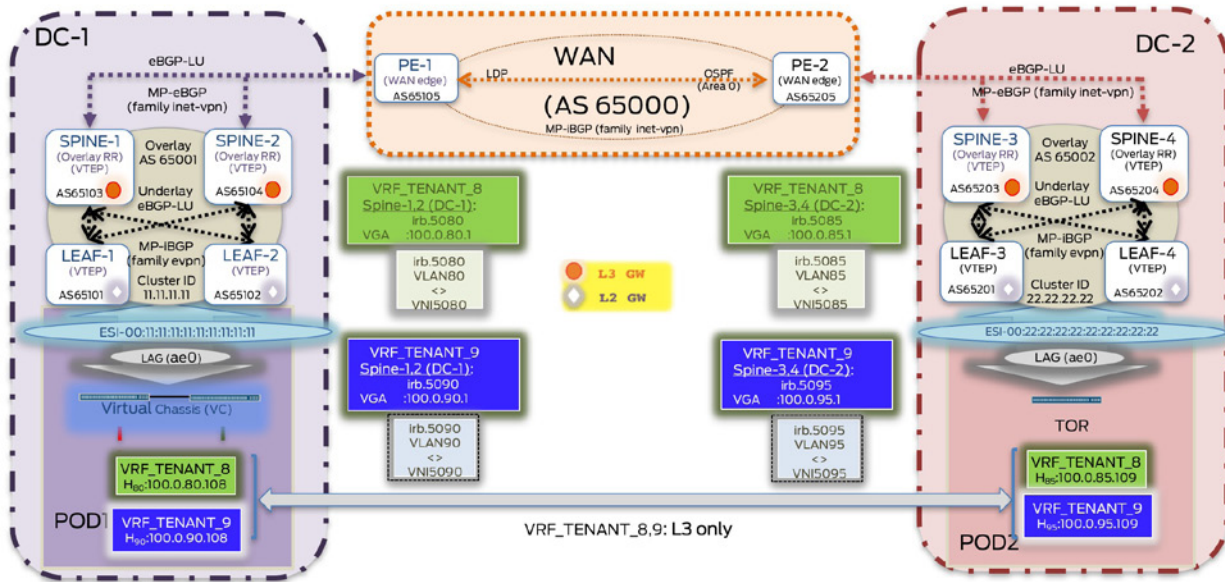 DC-1
eBGP-LU
MP-eBGP
(family inet-vpn)
SPINE-1
(Overlay RR)
(VTEP)
AS65103
SPINE-2
(Overlay RR)
(VTEP)
AS65104
Overlay
AS 65001
Underlay
eBGP-LU
MP-iBGP
(family evpn)
LEAF-1
(VTEP)
AS65101
LEAF-2
(VTEP)
AS65102
Cluster ID
11.11.11.11
ESI-00:11:11:11:11:11:11:11:11:11
LAG (ae0)
Virtual Chassis (VC)
VRF_TENANT_8
H80:100.0.80.108
POD1
VRF_TENANT_9
H90:100.0.90.108
WAN
PE-1
(WAN edge)
AS65105
LDP
OSPF
(Area 0)
PE-2
(WAN edge)
AS65205
(AS 65000)
MP-iBGP (family inet-vpn)
VRF_TENANT_8
Spine-1,2 (DC-1):
irb.5080
VGA :100.0.80.1
irb.5080
VLAN80
<>
VNI5080
VRF_TENANT_9
Spine-1,2 (DC-1):
irb.5090
VGA :100.0.90.1
irb.5090
VLAN90
<>
VNI5090
L3 GW
L2 GW
VRF_TENANT_8
Spine-3,4 (DC-2):
irb.5085
VGA :100.0.85.1
irb.5085
VLAN85
<>
VNI5085
VRF_TENANT_9
Spine-3,4 (DC-2):
irb.5095
VGA :100.0.95.1
irb.5095
VLAN95
<>
VNI5095
VRF_TENANT_8,9: L3 only
DC-2
eBGP-LU
MP-eBGP
(family inet-vpn)
SPINE-3
(Overlay RR)
(VTEP)
AS65203
SPINE-4
(Overlay RR)
(VTEP)
AS65204
Overlay
AS 65002
Underlay
eBGP-LU
MP-iBGP
(family evpn)
LEAF-3
(VTEP)
AS65201
LEAF-4
(VTEP)
AS65202
Cluster ID
22.22.22.22
ESI-00:22:22:22:22:22:22:22:22:22
LAG (ae0)
TOR
VRF_TENANT_8
H85:100.0.85.109
VRF_TENANT_9
H95:100.0.95.109
POD2